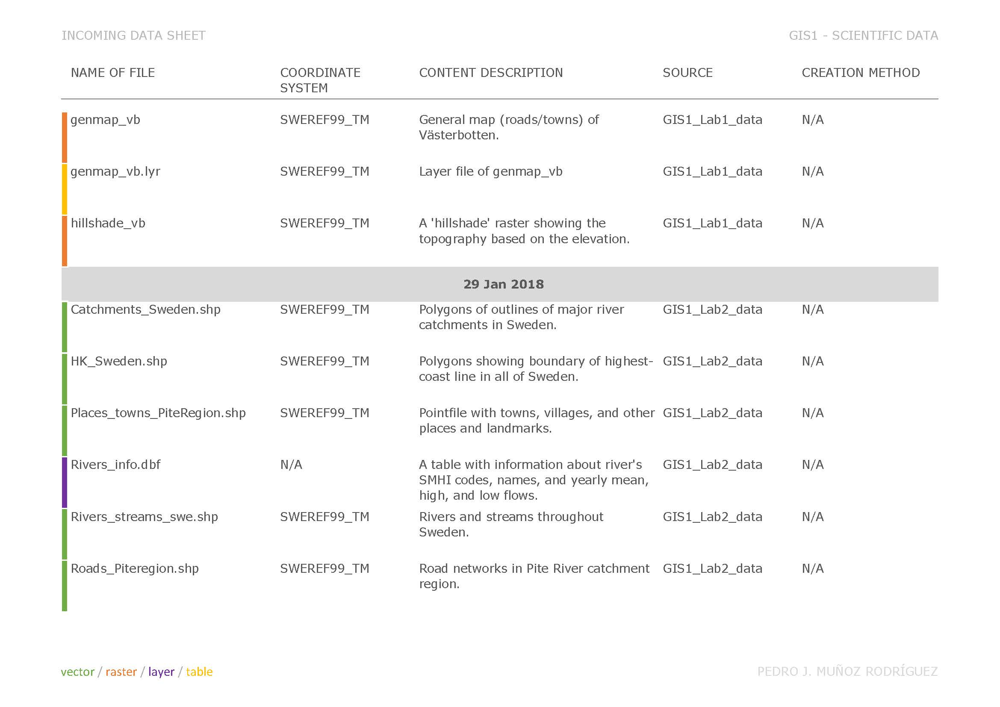 INCOMING DATA SHEET
GIS1 - SCIENTIFIC DATA
NAME OF FILE
COORDINATE
SYSTEM
CONTENT DESCRIPTION
SOURCE
CREATION METHOD
genmap_vb
SWEREF99_TM
General map (roads/towns) of
Västerbotten.
GIS1_Lab1_data
N/A
genmap_vb.lyr
SWEREF99_TM
Layer file of genmap_vb
GIS1_Lab1_data
N/A
hillshade_vb
SWEREF99_TM
A 'hillshade' raster showing the
topography based on the elevation.
GIS1_Lab1_data
N/A
29 Jan 2018
Catchments_Sweden.shp
SWEREF99_TM
Polygons of outlines of major river
catchments in Sweden.
GIS1_Lab2_data
N/A
HK_Sweden.shp
SWEREF99_TM
Polygons showing boundary of highest-
coast line in all of Sweden.
GIS1_Lab2_data
N/A
Places_towns_PiteRegion.shp
SWEREF99_TM
Pointfile with towns, villages, and other
places and landmarks.
GIS1_Lab2_data
N/A
Rivers_info.dbf
N/A
A table with information about river's
SMHI codes, names, and yearly mean,
high, and low flows.
GIS1_Lab2_data
N/A
Rivers_streams_swe.shp
SWEREF99_TM
Rivers and streams throughout
Sweden.
GIS1_Lab2_data
N/A
Roads_Piteregion.shp
SWEREF99_TM
Road networks in Pite River catchment
region.
GIS1_Lab2_data
N/A
vector / raster / layer / table
PEDRO J. MUÑOZ RODRÍGUEZ